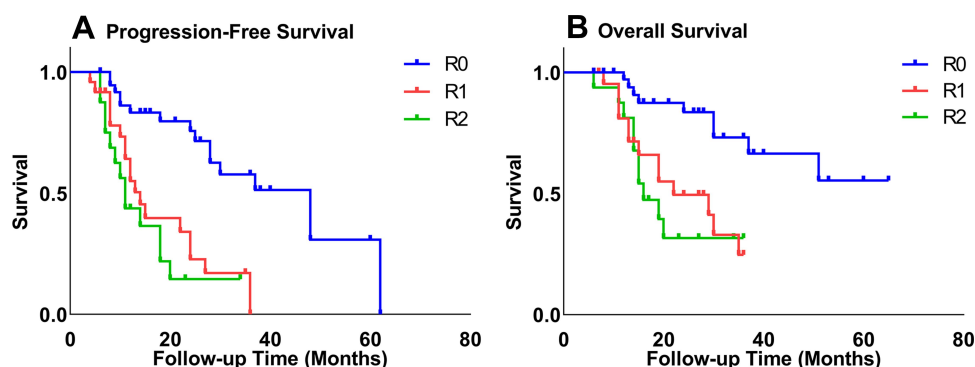 A Progression-Free Survival
1.0
0.5
0.0
Survival
R0
R1
R2
0 20 40 60 80
Follow-up Time (Months)
B Overall Survival
1.0
0.5
0.0
Survival
R0
R1
R2
0 20 40 60 80
Follow-up Time (Months)